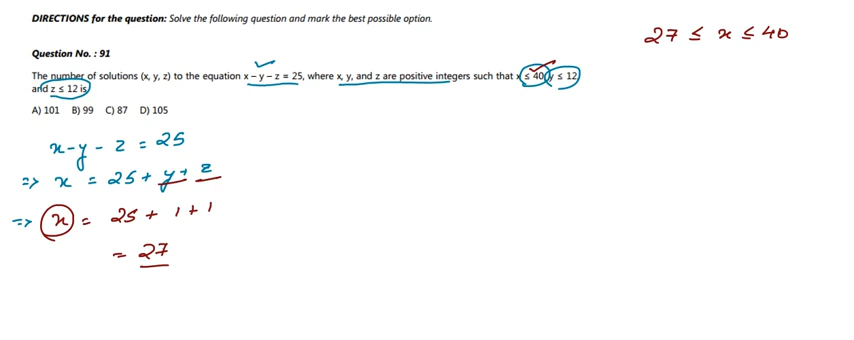 DIRECTIONS for the question: Solve the following question and mark the best possible option.
27 ≤ x ≤ 40
Question No. : 91
The number of solutions (x, y, z) to the equation x – y – z = 25, where x, y, and z are positive integers such that x ≤ 40, y ≤ 12,
and z ≤ 12 is
A) 101 B) 99 C) 87 D) 105
x - y - z = 25
=> x = 25 + y + z
=> x = 25 + 1 + 1
= 27